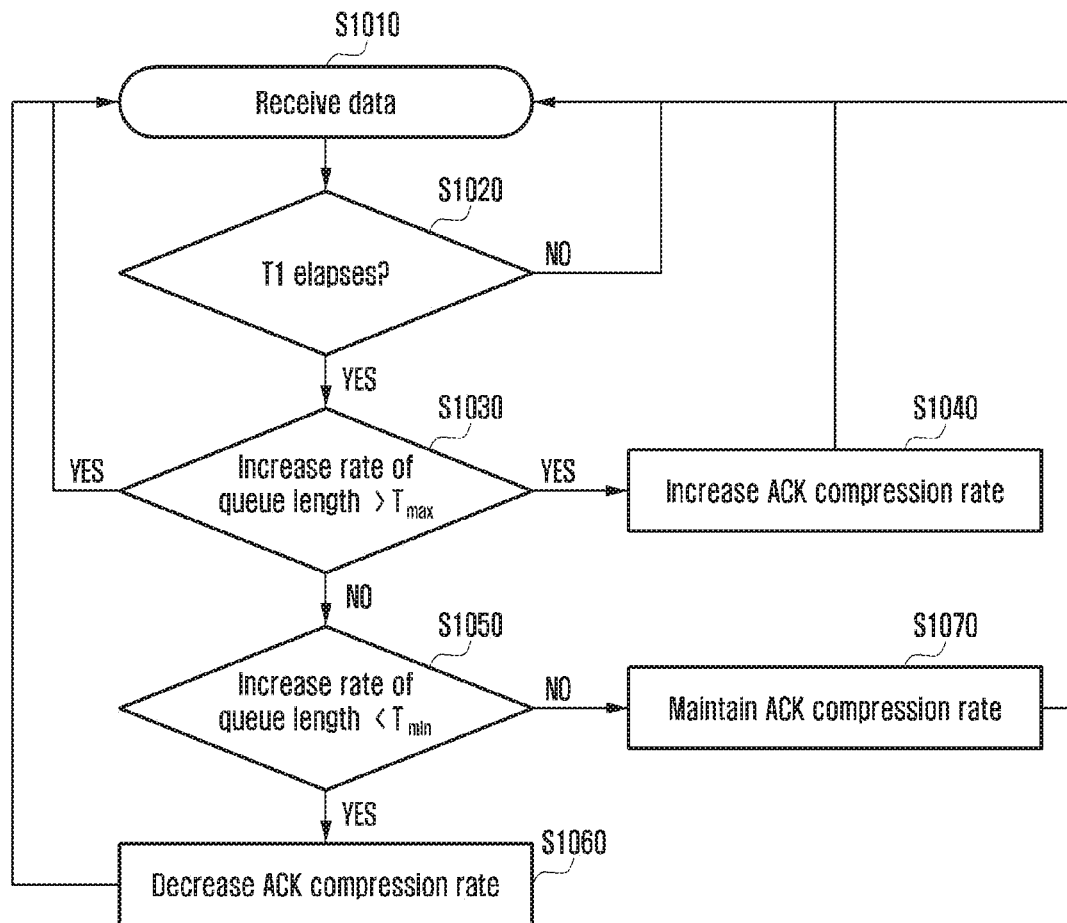 S1010
Receive data
S1020
T1 elapses?
NO
YES
S1030
S1040
YES
Increase rate of
queue length > Tmax
YES
Increase ACK compression rate
NO
S1050
S1070
Increase rate of
queue length < Tmin
NO
Maintain ACK compression rate
YES
S1060
Decrease ACK compression rate